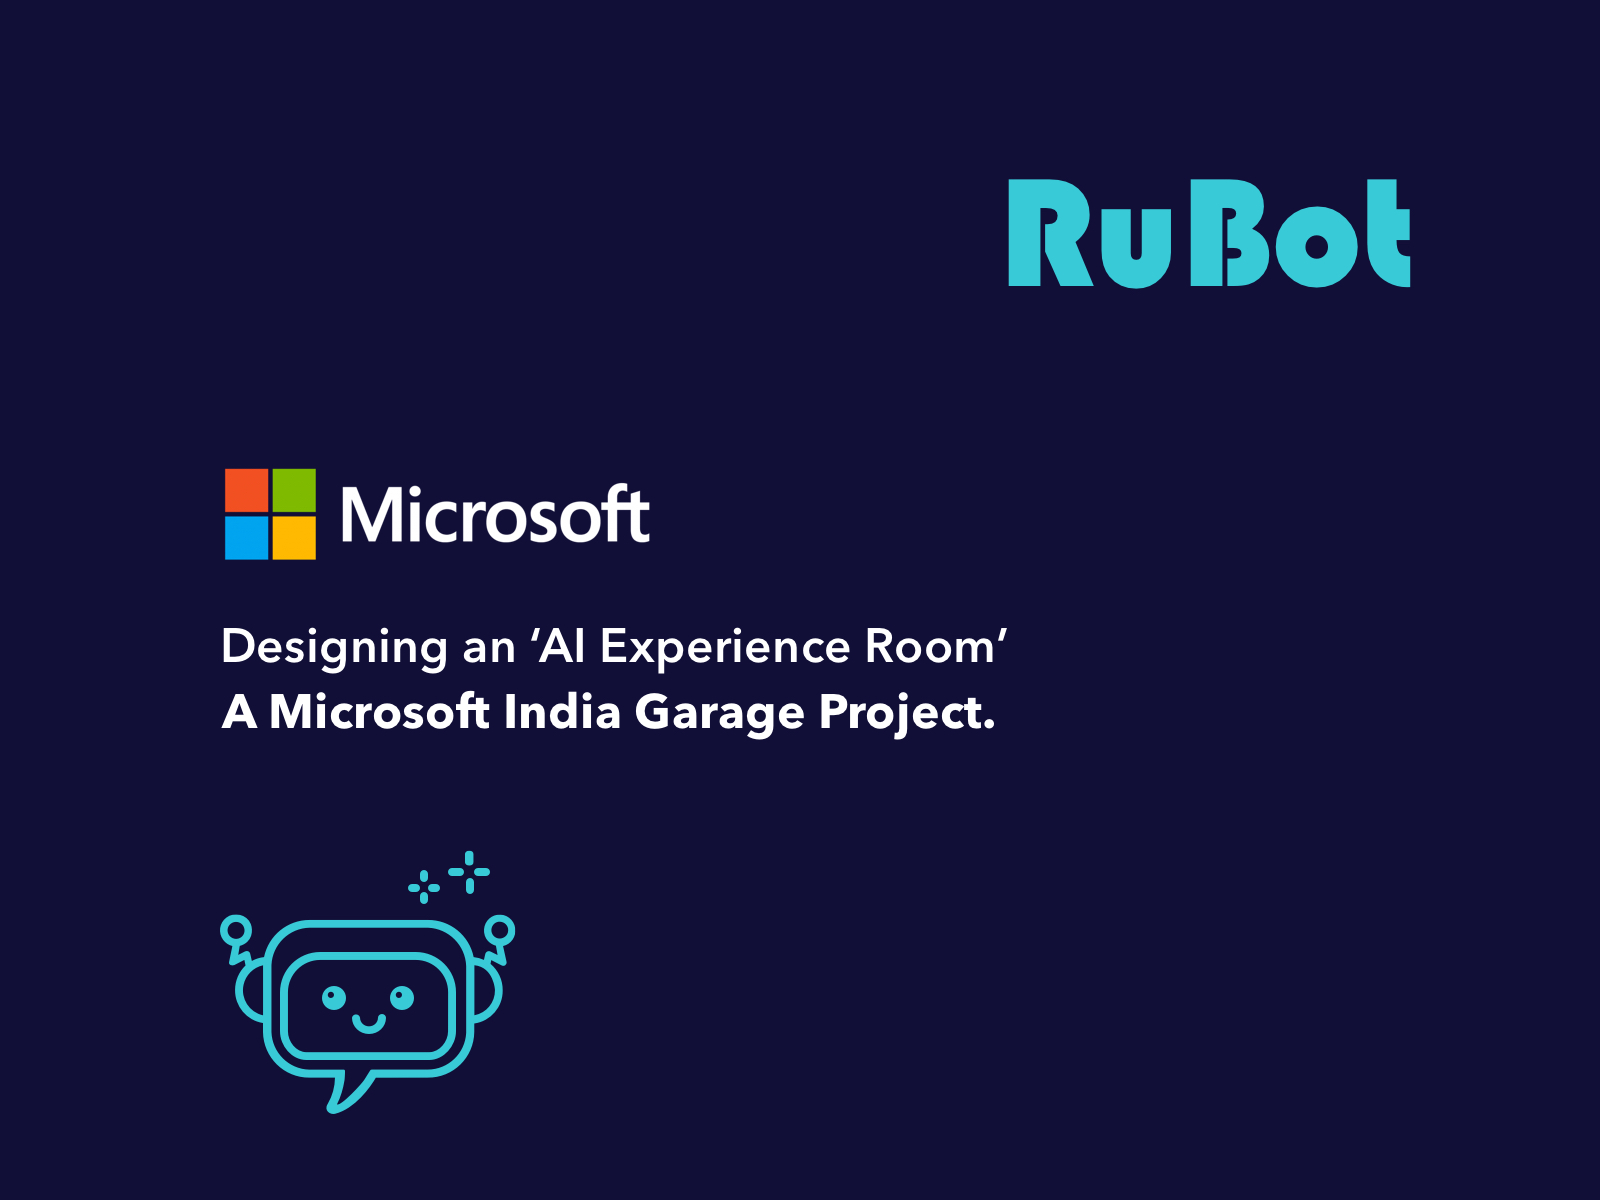 RuBot
Microsoft
Designing an ‘AI Experience Room’
A Microsoft India Garage Project.